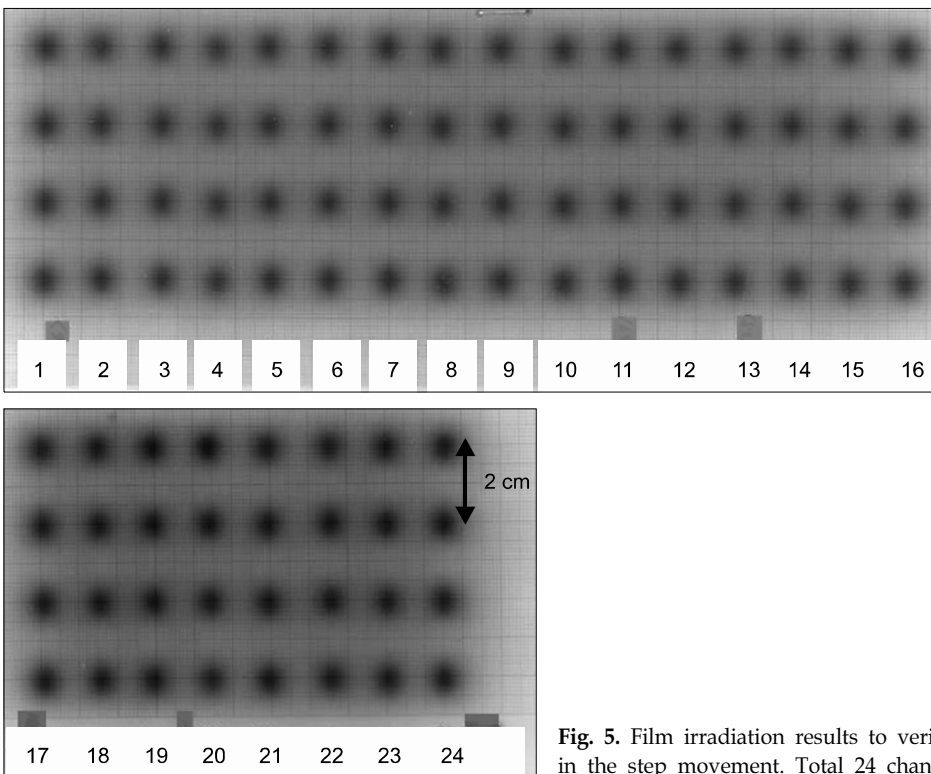 1 2 3 4 5 6 7 8 9 10 11 12 13 14 15 16
2 cm
17 18 19 20 21 22 23 24
Fig. 5. Film irradiation results to veri
in the step movement. Total 24 chan